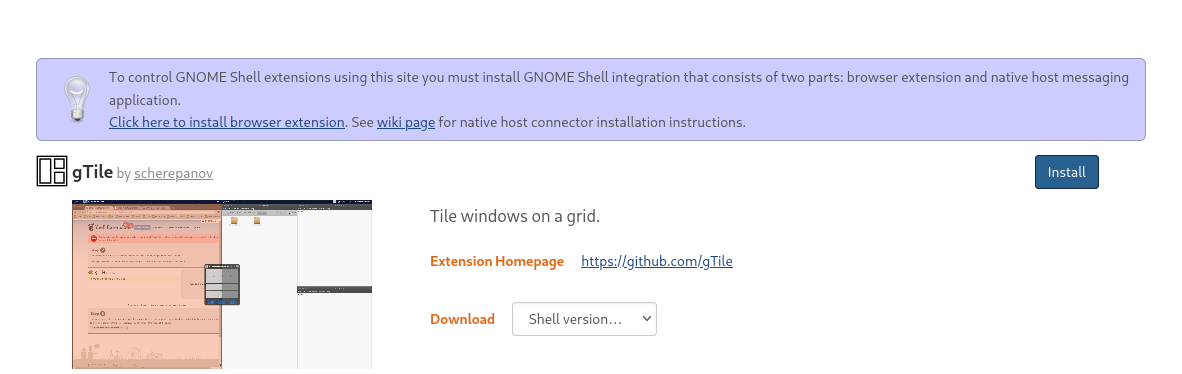 To control GNOME Shell extensions using this site you must install GNOME Shell integration that consists of two parts: browser extension and native host messaging
application.
Click here to install browser extension. See wiki page for native host connector installation instructions.
gTile by scherepanov
Install
Tile windows on a grid.
Extension Homepage https://github.com/gTile
Download Shell version...